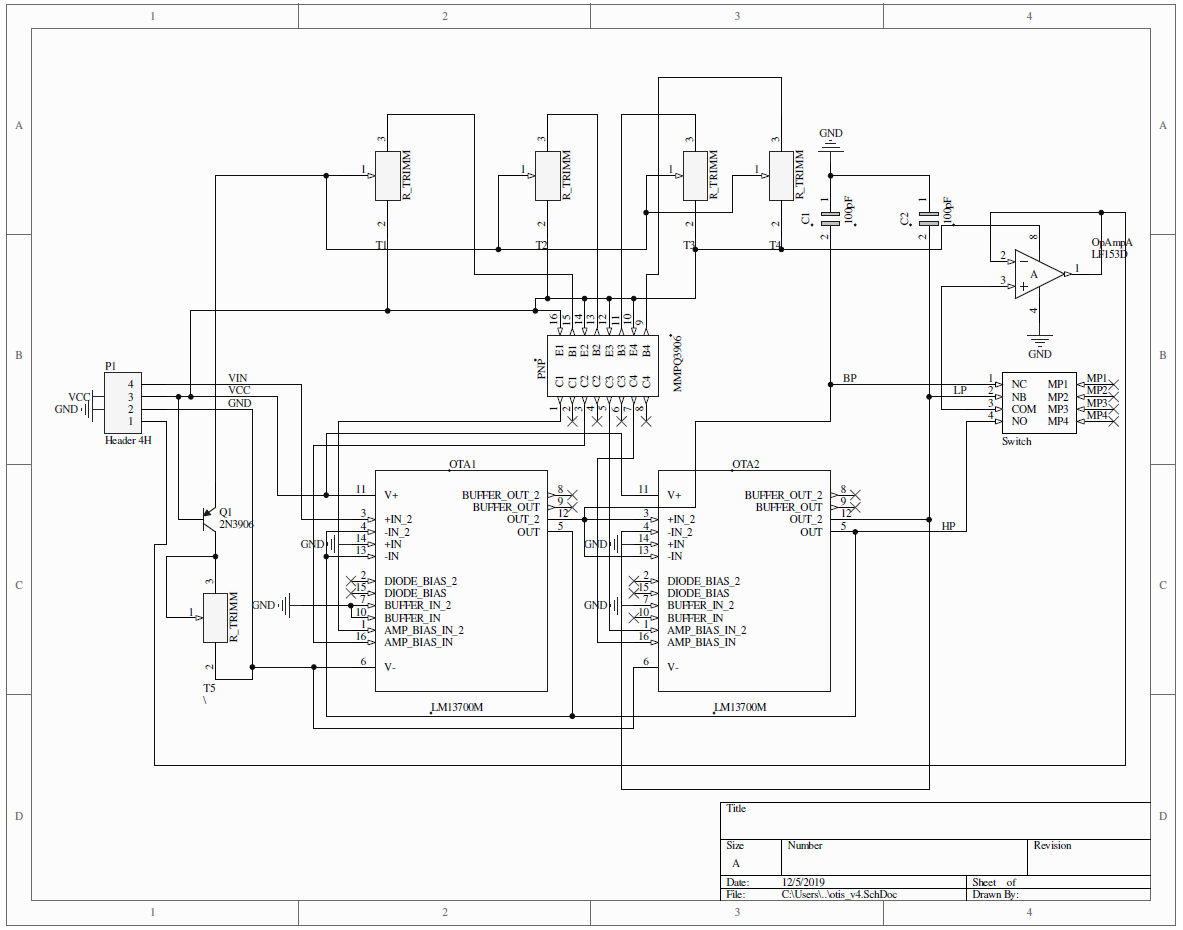 1 2 3 4
A A
B B
C C
D D
1 2 3 4
GND
3 3 3 3
1 R_TRIMM 1 R_TRIMM 1 R_TRIMM 1 R_TRIMM
2 2 2 2
T1 T2 T3 T4
1 1
C1 100pF C2 100pF
2 2
OpAmpA
LF153D
8
2 A 1
3
4
GND
16 15 14 13 12 11 10 9
E1 B1 E2 B2 E3 B3 E4 B4
PNP MMPQ3906
C1 C1 C2 C2 C3 C3 C4 C4
1 2 3 4 5 6 7 8
P1
4 VIN
VCC 3 VCC
GND 2 GND
1
Header 4H
BP 1 NC MP1 MP1
LP 2 NB MP2 MP2
3 COM MP3 MP3
4 NO MP4 MP4
Switch
HP
Q1
2N3906
3
1 R_TRIMM
2
T5
\
OTA1
11 V+ BUFFER_OUT_2 8
BUFFER_OUT 9
3 +IN_2 OUT_2 12
4 -IN_2 OUT 5
GND 14 +IN
13 -IN
2 DIODE_BIAS_2
15 DIODE_BIAS
GND 7 BUFFER_IN_2
10 BUFFER_IN
1 AMP_BIAS_IN_2
16 AMP_BIAS_IN
6 V-
LM13700M
OTA2
11 V+ BUFFER_OUT_2 8
BUFFER_OUT 9
3 +IN_2 OUT_2 12
4 -IN_2 OUT 5
GND 14 +IN
13 -IN
2 DIODE_BIAS_2
15 DIODE_BIAS
GND 7 BUFFER_IN_2
10 BUFFER_IN
1 AMP_BIAS_IN_2
16 AMP_BIAS_IN
6 V-
LM13700M
Title
Size Number Revision
A
Date: 12/5/2019 Sheet of
File: C:\Users\..\otis_v4.SchDoc Drawn By: